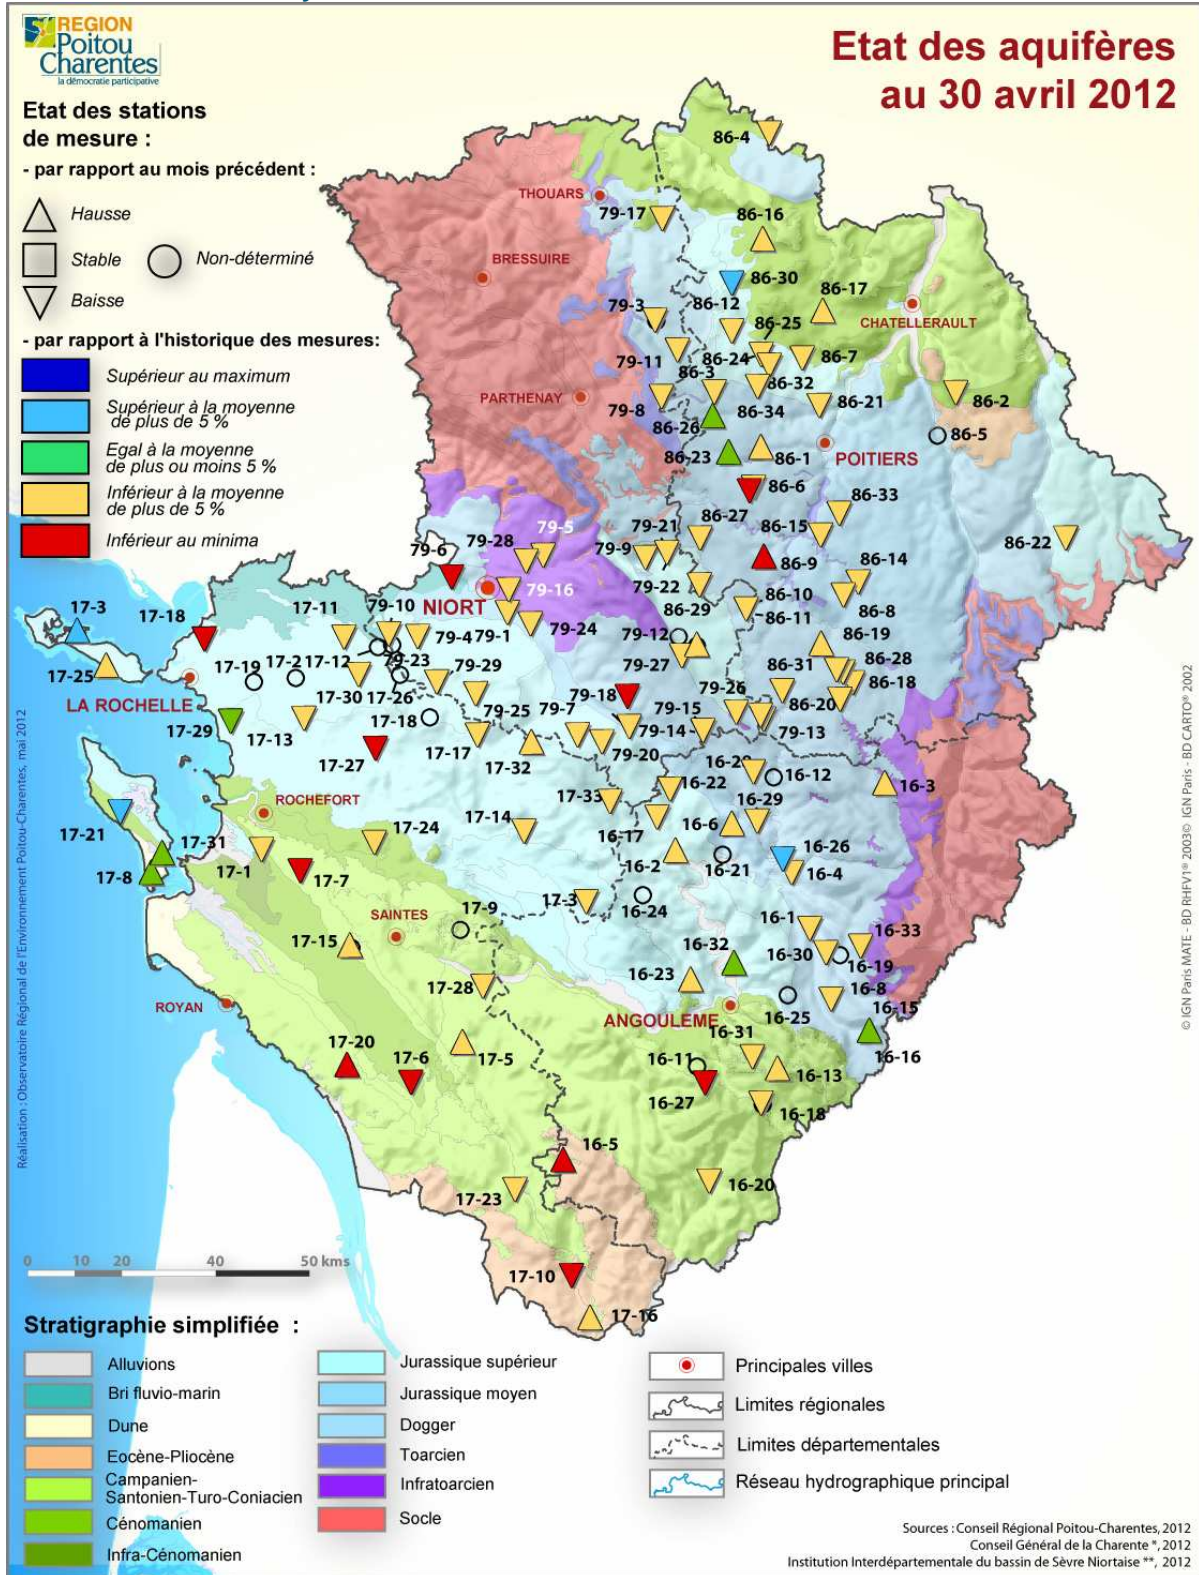 REGION
Poitou
Charentes
la démocratie participative
Etat des aquifères
au 30 avril 2012
Etat des stations
de mesure :
- par rapport au mois précédent :
Hausse
Stable
Non-déterminé
Baisse
- par rapport à l'historique des mesures:
Supérieur au maximum
Supérieur à la moyenne
de plus de 5 %
Egal à la moyenne
de plus ou moins 5 %
Inférieur à la moyenne
de plus de 5 %
Inférieur au minima
86-4
THOUARS
79-17
86-16
BRESSUIRE
86-30
86-17
79-3
86-12
86-25
CHATELLERAULT
79-11
86-24
86-7
86-3
86-32
PARTHENAY
79-8
86-34
86-21
86-2
86-26
86-5
86-23
86-1
POITIERS
86-6
86-33
79-5
79-21
86-27
86-15
79-28
79-9
86-22
79-6
86-9
86-14
79-16
79-22
86-10
NIORT
86-29
86-11
86-8
17-3
17-18
17-11
79-10
79-4
79-1
79-24
79-12
86-19
17-19
17-2
17-12
79-23
79-29
79-27
86-31
86-28
17-25
17-30
17-26
79-18
79-26
86-18
LA ROCHELLE
17-18
79-25
79-7
79-15
86-20
17-29
17-13
17-17
79-14
79-13
17-27
17-32
79-20
16-28
16-12
16-22
16-3
ROCHEFORT
17-33
16-29
17-21
17-31
17-24
17-14
16-17
16-6
16-26
17-8
17-1
17-7
16-2
16-21
16-4
SAINTES
17-9
17-3
16-24
16-1
16-33
17-15
16-32
16-30
16-19
17-28
16-23
16-8
ROYAN
ANGOULEME
16-25
16-15
17-20
17-6
17-5
16-31
16-16
16-11
16-13
16-27
16-18
16-5
17-23
16-20
17-10
17-16
0 10 20 40 50 kms
Stratigraphie simplifiée :
Alluvions
Bri fluvio-marin
Dune
Eocène-Pliocène
Campanien-
Santonien-Turo-Coniacien
Cénomanien
Infra-Cénomanien
Jurassique supérieur
Jurassique moyen
Dogger
Toarcien
Infratoarcien
Socle
Principales villes
Limites régionales
Limites départementales
Réseau hydrographique principal
Sources : Conseil Régional Poitou-Charentes, 2012
Conseil Général de la Charente *, 2012
Institution Interdépartementale du bassin de Sèvre Niortaise **, 2012
Réalisation : Observatoire Régional de l'Environnement Poitou-Charentes, mai 2012
© IGN Paris MATE - BD RHFV1® 2003© IGN Paris - BD CARTO® 2002